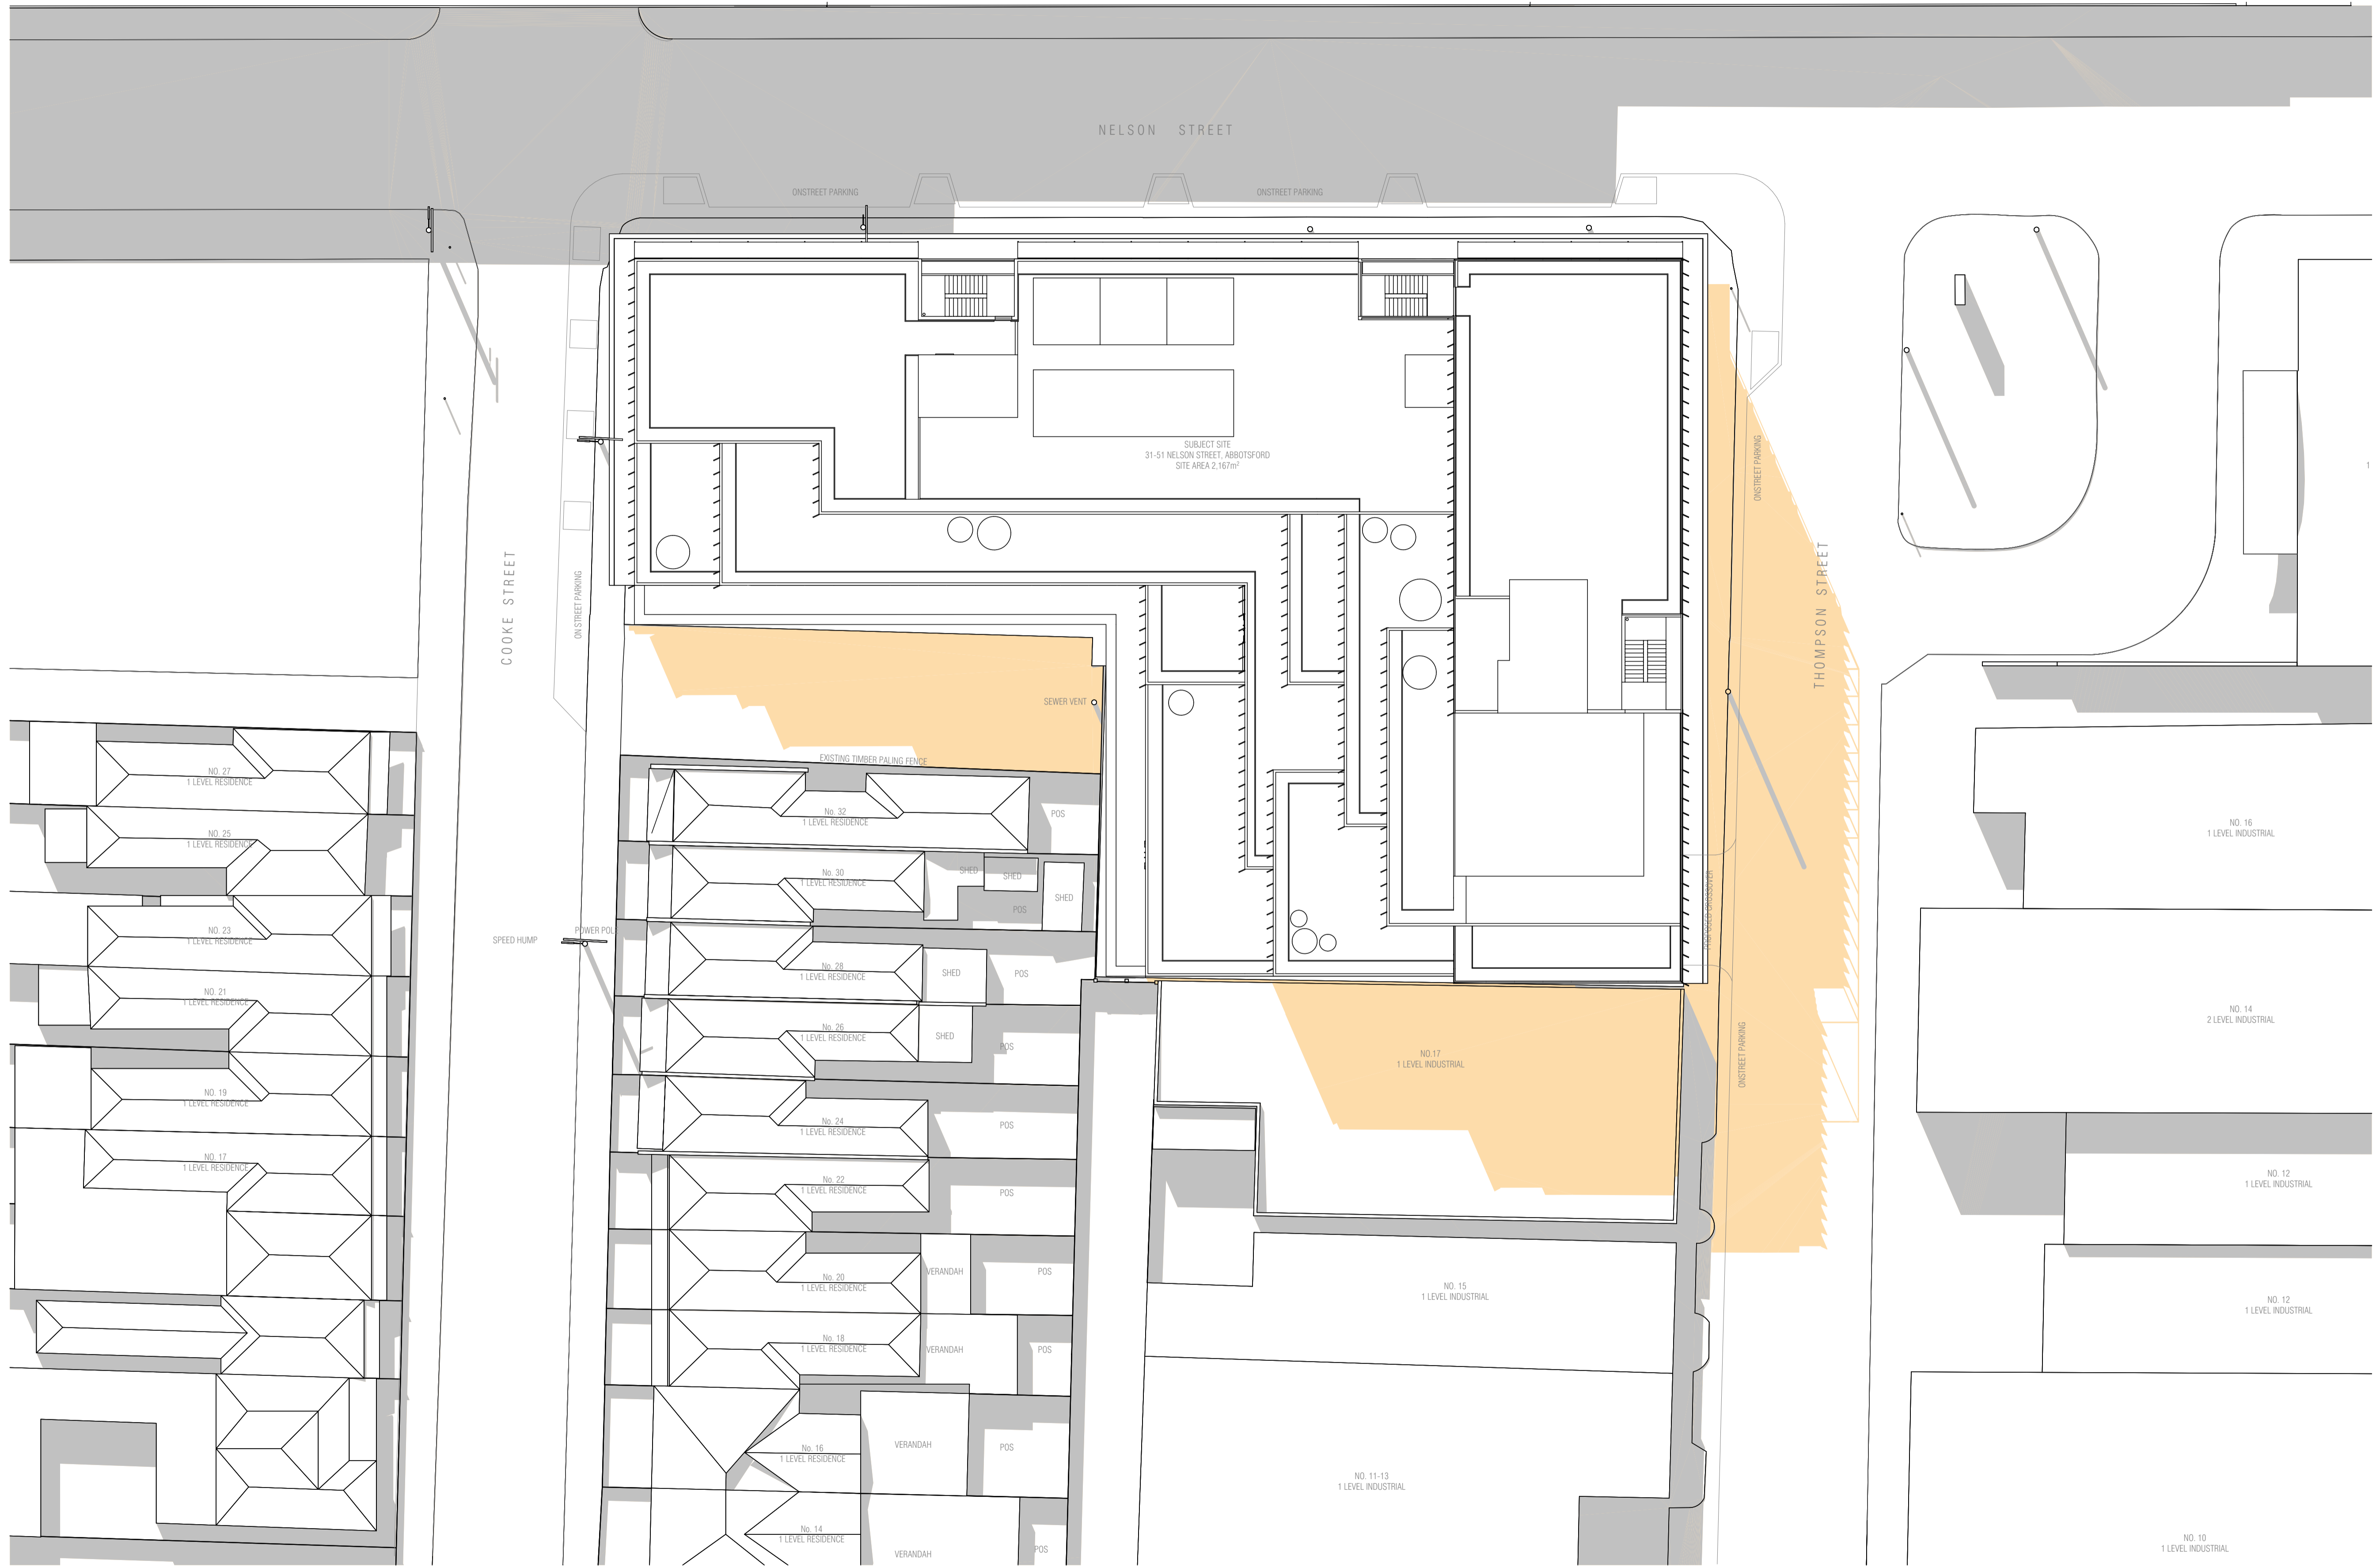 NELSON STREET
ONSTREET PARKING
ONSTREET PARKING
SUBJECT SITE
31-51 NELSON STREET, ABBOTSFORD
SITE AREA 2,167m²
ONSTREET PARKING
1
COOKE STREET
ON STREET PARKING
THOMPSON STREET
SEWER VENT
EXISTING TIMBER PALING FENCE
NO. 27
1 LEVEL RESIDENCE
NO. 25
1 LEVEL RESIDENCE
NO. 23
1 LEVEL RESIDENCE
NO. 21
1 LEVEL RESIDENCE
NO. 19
1 LEVEL RESIDENCE
NO. 17
1 LEVEL RESIDENCE
SPEED HUMP
POWER POL
No. 32
1 LEVEL RESIDENCE
POS
No. 30
1 LEVEL RESIDENCE
SHED
SHED
SHED
POS
No. 28
1 LEVEL RESIDENCE
SHED
POS
No. 26
1 LEVEL RESIDENCE
SHED
POS
No. 24
1 LEVEL RESIDENCE
POS
No. 22
1 LEVEL RESIDENCE
POS
No. 20
1 LEVEL RESIDENCE
VERANDAH
POS
No. 18
1 LEVEL RESIDENCE
VERANDAH
POS
No. 16
1 LEVEL RESIDENCE
VERANDAH
POS
No. 14
1 LEVEL RESIDENCE
VERANDAH
POS
PROPOSED CROSSOVER
ONSTREET PARKING
NO.17
1 LEVEL INDUSTRIAL
NO. 15
1 LEVEL INDUSTRIAL
NO. 11-13
1 LEVEL INDUSTRIAL
NO. 16
1 LEVEL INDUSTRIAL
NO. 14
2 LEVEL INDUSTRIAL
NO. 12
1 LEVEL INDUSTRIAL
NO. 12
1 LEVEL INDUSTRIAL
NO. 10
1 LEVEL INDUSTRIAL